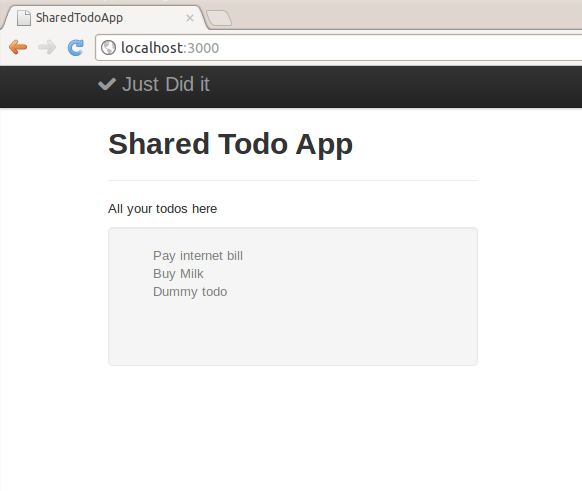 SharedTodoApp
localhost:3000
Just Did it
Shared Todo App
All your todos here
Pay internet bill
Buy Milk
Dummy todo